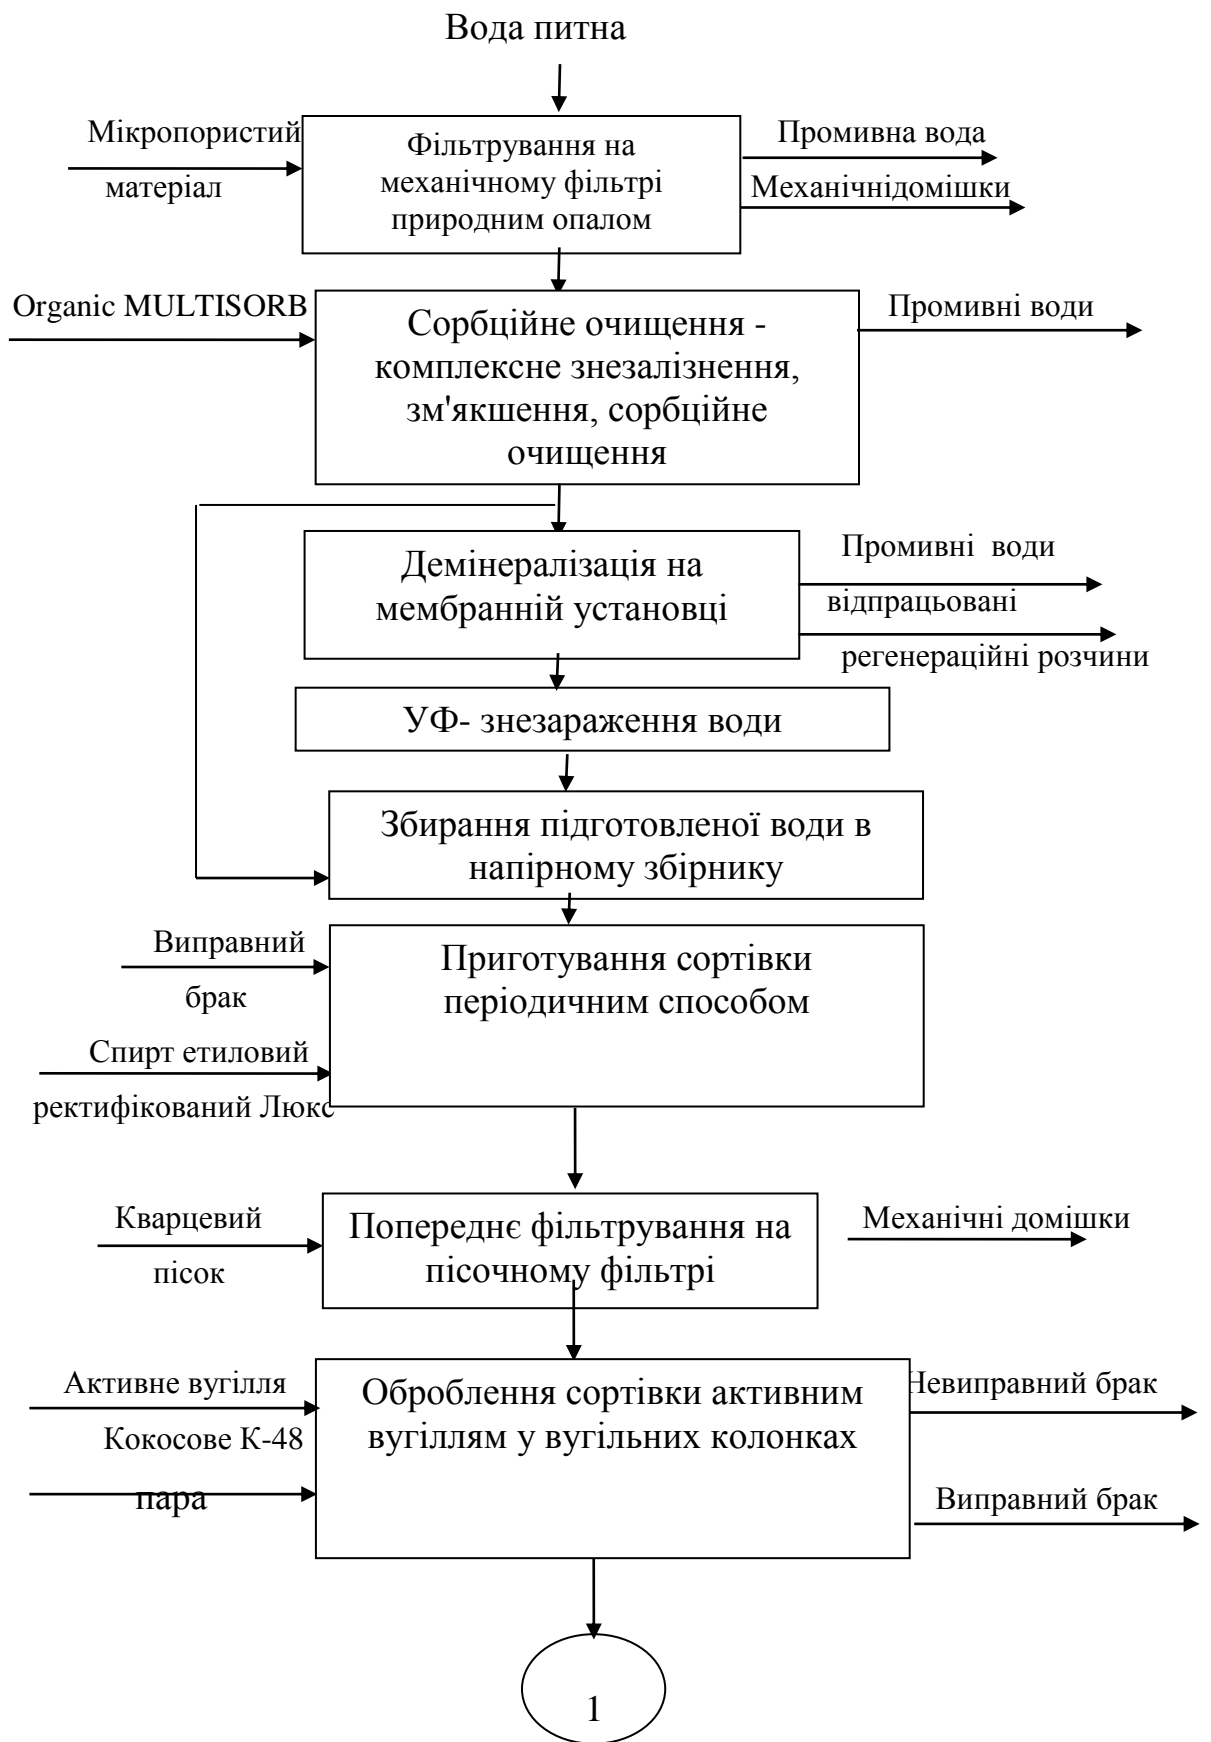 Вода питна
Мікропористий
матеріал
Фільтрування на
механічному фільтрі
природним опалом
Промивна вода
Механічнідомішки
Organic MULTISORB
Сорбційне очищення -
комплексне знезалізнення,
зм'якшення, сорбційне
очищення
Промивні води
Демінералізація на
мембранній установці
Промивні води
відпрацьовані
регенераційні розчини
УФ- знезараження води
Збирання підготовленої води в
напірному збірнику
Виправний
брак
Спирт етиловий
ректифікований Люкс
Приготування сортівки
періодичним способом
Кварцевий
пісок
Попереднє фільтрування на
пісочному фільтрі
Механічні домішки
Активне вугілля
Кокосове К-48
пара
Оброблення сортівки активним
вугіллям у вугільних колонках
Невиправний брак
Виправний брак
1